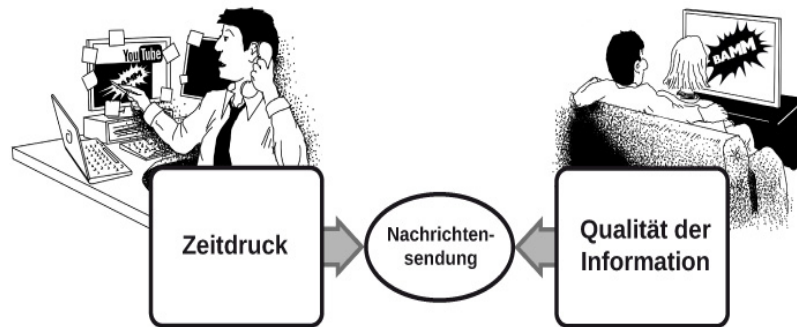 YouTube
BAMM
BAMM
Zeitdruck
Nachrichten-
sendung
Qualität der
Information